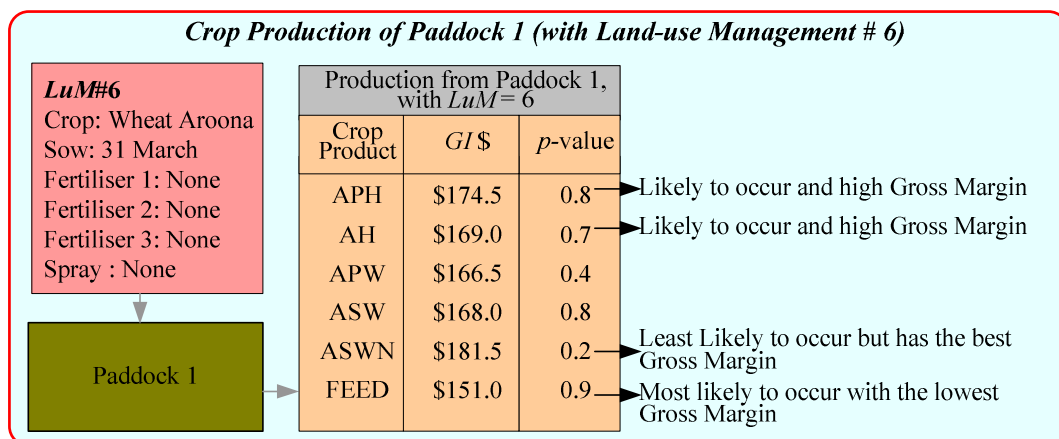 Crop Production of Paddock 1 (with Land-use Management # 6)
LuM#6
Crop: Wheat Aroona
Sow: 31 March
Fertiliser 1: None
Fertiliser 2: None
Fertiliser 3: None
Spray : None
Paddock 1
Production from Paddock 1,
with LuM = 6
Crop
Product
GI $
p-value
APH $174.5 0.8 Likely to occur and high Gross Margin
AH $169.0 0.7 Likely to occur and high Gross Margin
APW $166.5 0.4
ASW $168.0 0.8
ASWN $181.5 0.2 Least Likely to occur but has the best
Gross Margin
FEED $151.0 0.9 Most likely to occur with the lowest
Gross Margin